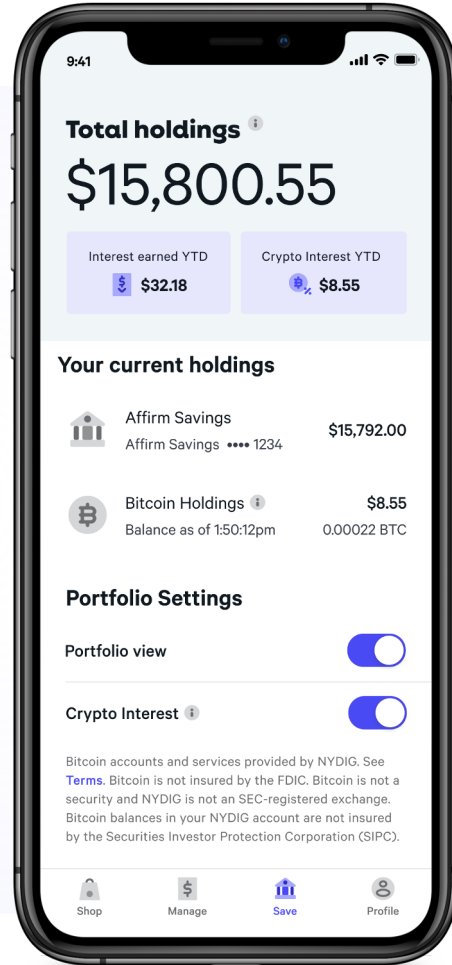 9:41
Total holdings
$15,800.55
Interest earned YTD
$32.18
Crypto Interest YTD
$8.55
Your current holdings
Affirm Savings
Affirm Savings •••• 1234
$15,792.00
Bitcoin Holdings
Balance as of 1:50:12pm
$8.55
0.00022 BTC
Portfolio Settings
Portfolio view
Crypto Interest
Bitcoin accounts and services provided by NYDIG. See
Terms. Bitcoin is not insured by the FDIC. Bitcoin is not a
security and NYDIG is not an SEC-registered exchange.
Bitcoin balances in your NYDIG account are not insured
by the Securities Investor Protection Corporation (SIPC).
Shop
Manage
Save
Profile